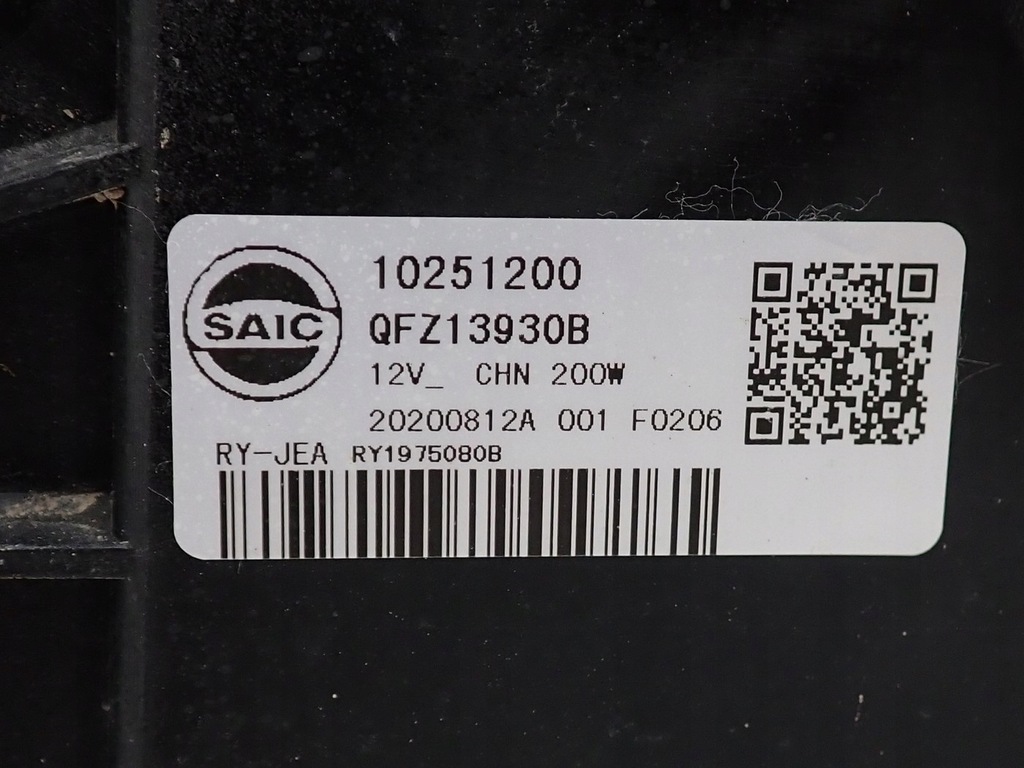 SAIC
10251200
QFZ13930B
12V_ CHN 200W
20200812A 001 F0206
RY-JEA RY1975080B